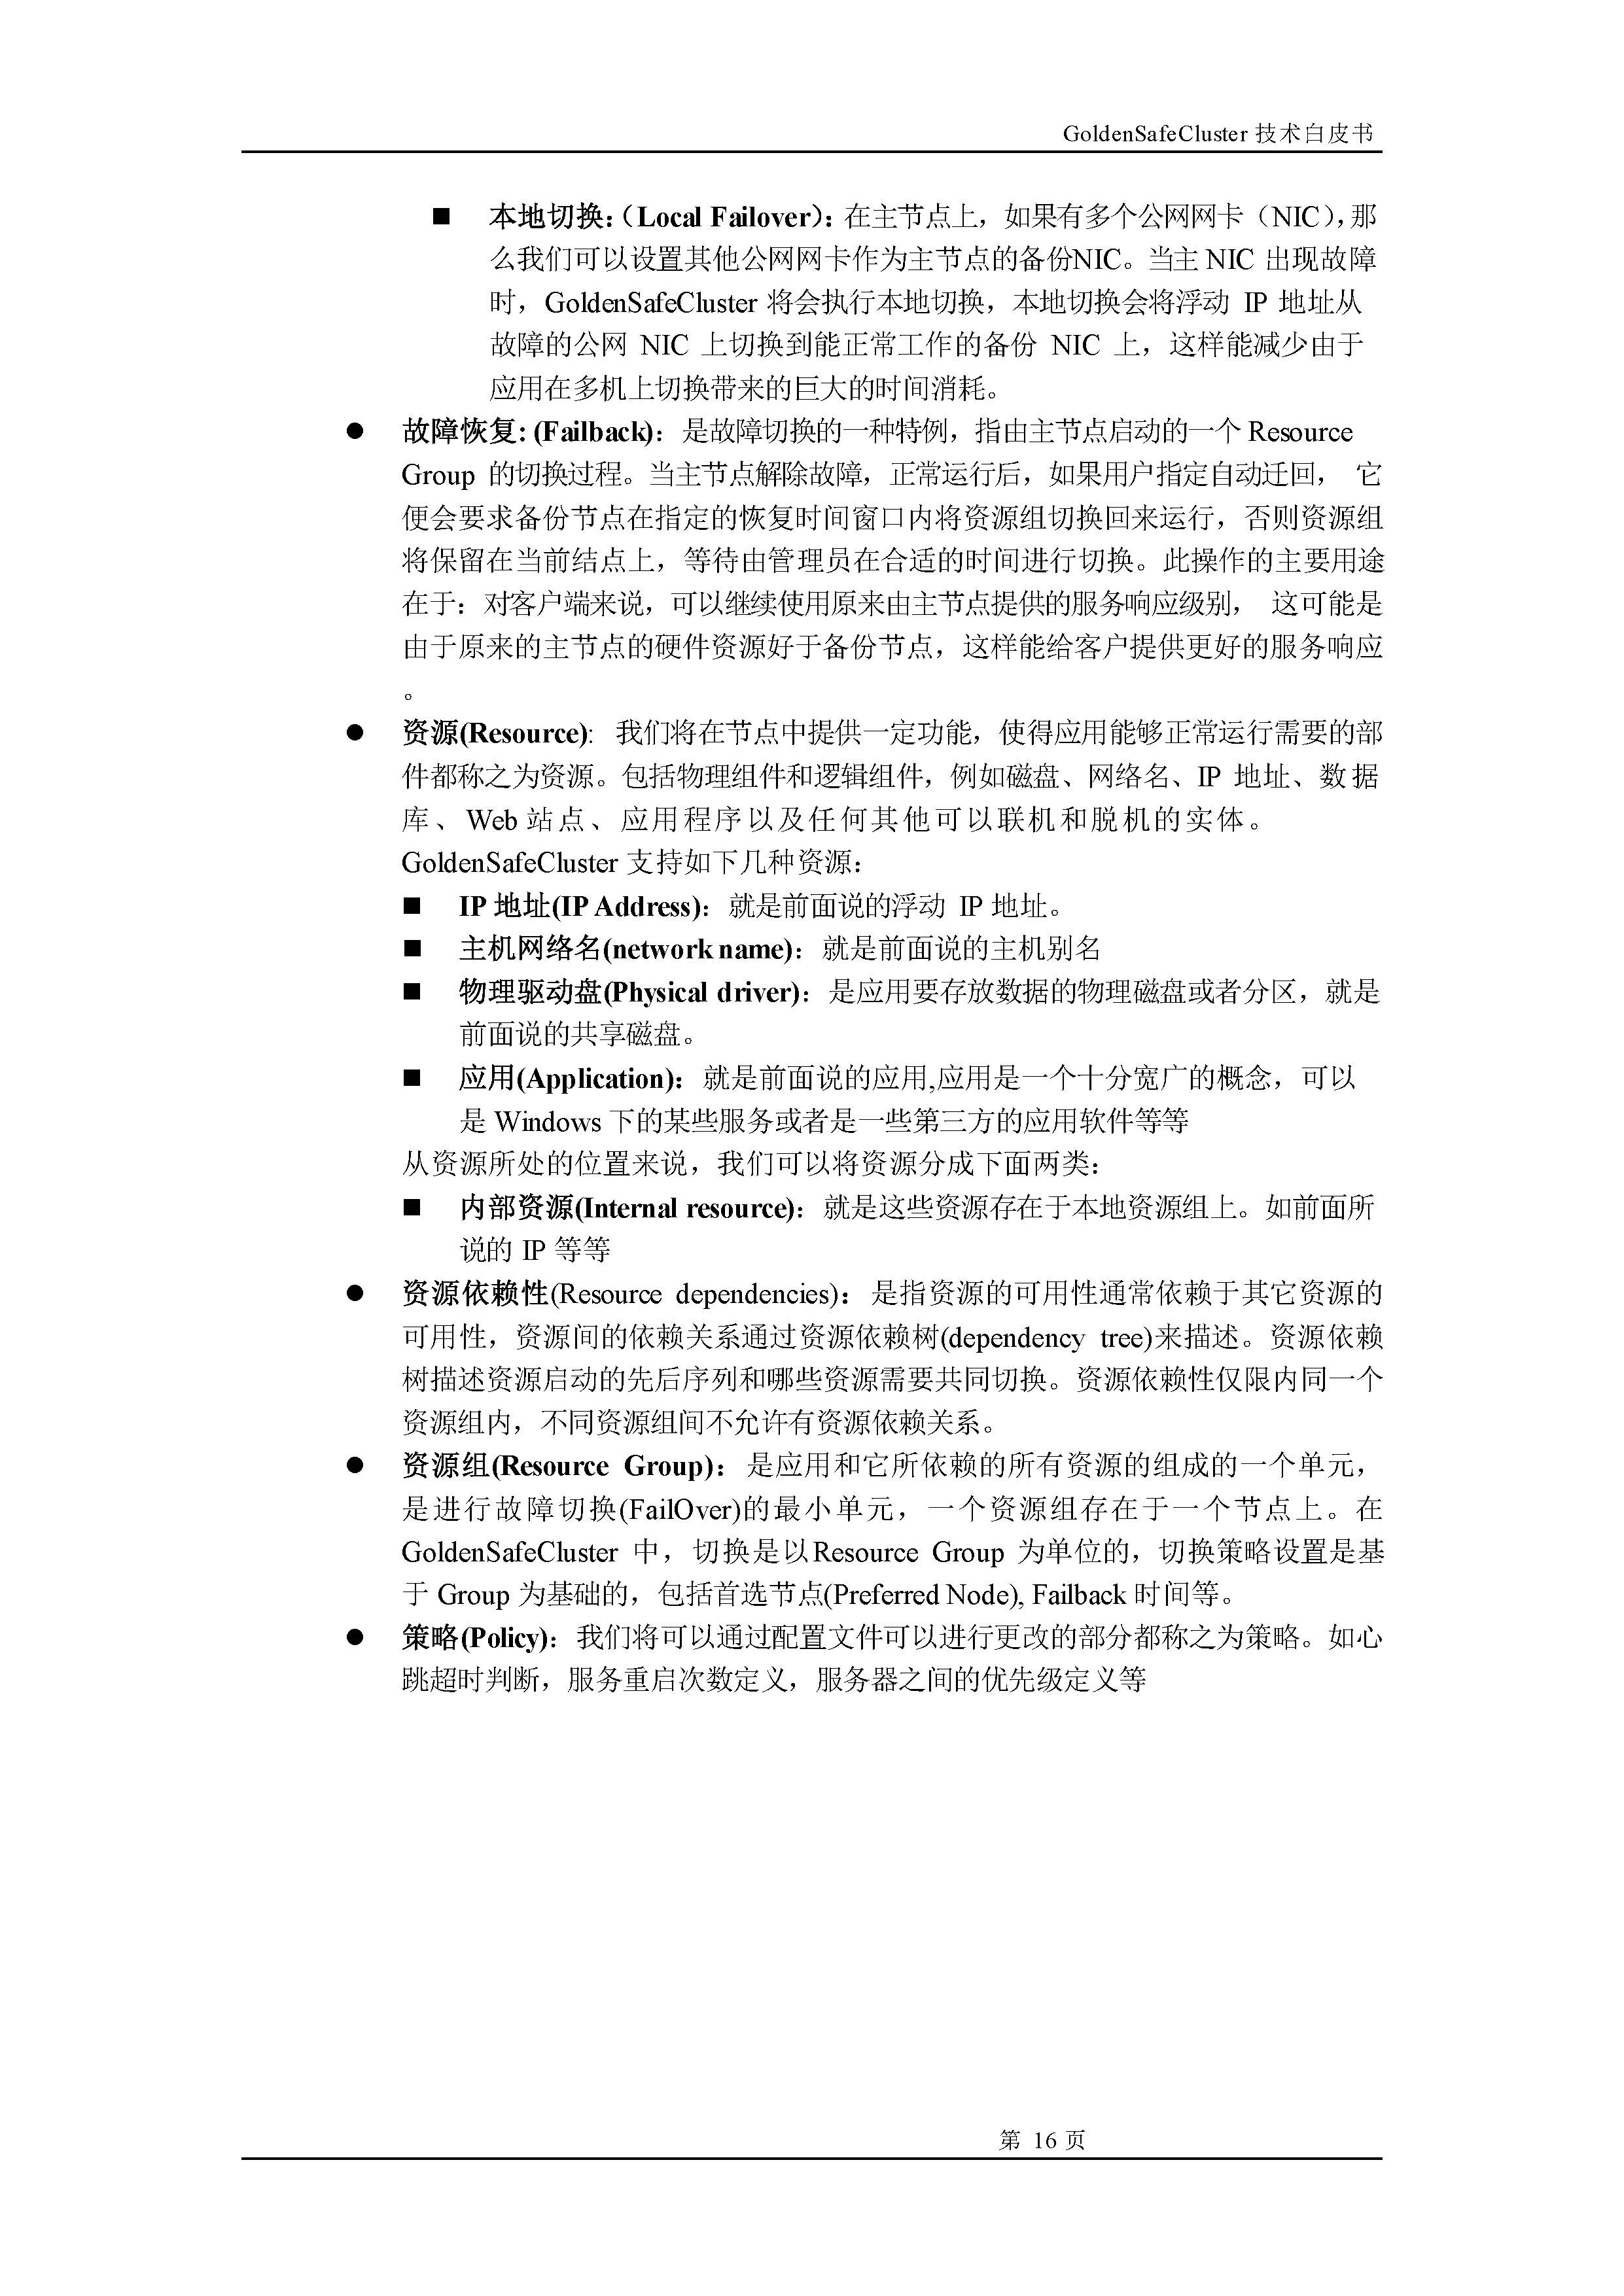 GoldenSafeCluster 技术白皮书
■ 本地切换:（Local Failover）：在主节点上，如果有多个公网网卡（NIC），那
么我们可以设置其他公网网卡作为主节点的备份NIC。当主 NIC 出现故障
时，GoldenSafeCluster 将会执行本地切换，本地切换会将浮动 IP 地址从
故障的公网 NIC 上切换到能正常工作的备份 NIC 上，这样能减少由于
应用在多机上切换带来的巨大的时间消耗。
● 故障恢复: (Failback)：是故障切换的一种特例，指由主节点启动的一个 Resource
Group 的切换过程。当主节点解除故障，正常运行后，如果用户指定自动迁回， 它
便会要求备份节点在指定的恢复时间窗口内将资源组切换回来运行，否则资源组
将保留在当前结点上，等待由管理员在合适的时间进行切换。此操作的主要用途
在于：对客户端来说，可以继续使用原来由主节点提供的服务响应级别， 这可能是
由于原来的主节点的硬件资源好于备份节点，这样能给客户提供更好的服务响应
。
● 资源(Resource): 我们将在节点中提供一定功能，使得应用能够正常运行需要的部
件都称之为资源。包括物理组件和逻辑组件，例如磁盘、网络名、IP 地址、数据
库、Web 站点、应用程序以及任何其他可以联机和脱机的实体。
GoldenSafeCluster 支持如下几种资源：
■ IP 地址(IP Address)：就是前面说的浮动 IP 地址。
■ 主机网络名(network name)：就是前面说的主机别名
■ 物理驱动盘(Physical driver)：是应用要存放数据的物理磁盘或者分区，就是
前面说的共享磁盘。
■ 应用(Application)：就是前面说的应用,应用是一个十分宽广的概念，可以
是 Windows 下的某些服务或者是一些第三方的应用软件等等
从资源所处的位置来说，我们可以将资源分成下面两类：
■ 内部资源(Internal resource)：就是这些资源存在于本地资源组上。如前面所
说的 IP 等等
● 资源依赖性(Resource dependencies)：是指资源的可用性通常依赖于其它资源的
可用性，资源间的依赖关系通过资源依赖树(dependency tree)来描述。资源依赖
树描述资源启动的先后序列和哪些资源需要共同切换。资源依赖性仅限内同一个
资源组内，不同资源组间不允许有资源依赖关系。
● 资源组(Resource Group)：是应用和它所依赖的所有资源的组成的一个单元，
是进行故障切换(FailOver)的最小单元，一个资源组存在于一个节点上。在
GoldenSafeCluster 中，切换是以Resource Group 为单位的，切换策略设置是基
于 Group 为基础的，包括首选节点(Preferred Node), Failback 时间等。
● 策略(Policy)：我们将可以通过配置文件可以进行更改的部分都称之为策略。如心
跳超时判断，服务重启次数定义，服务器之间的优先级定义等
第 16 页